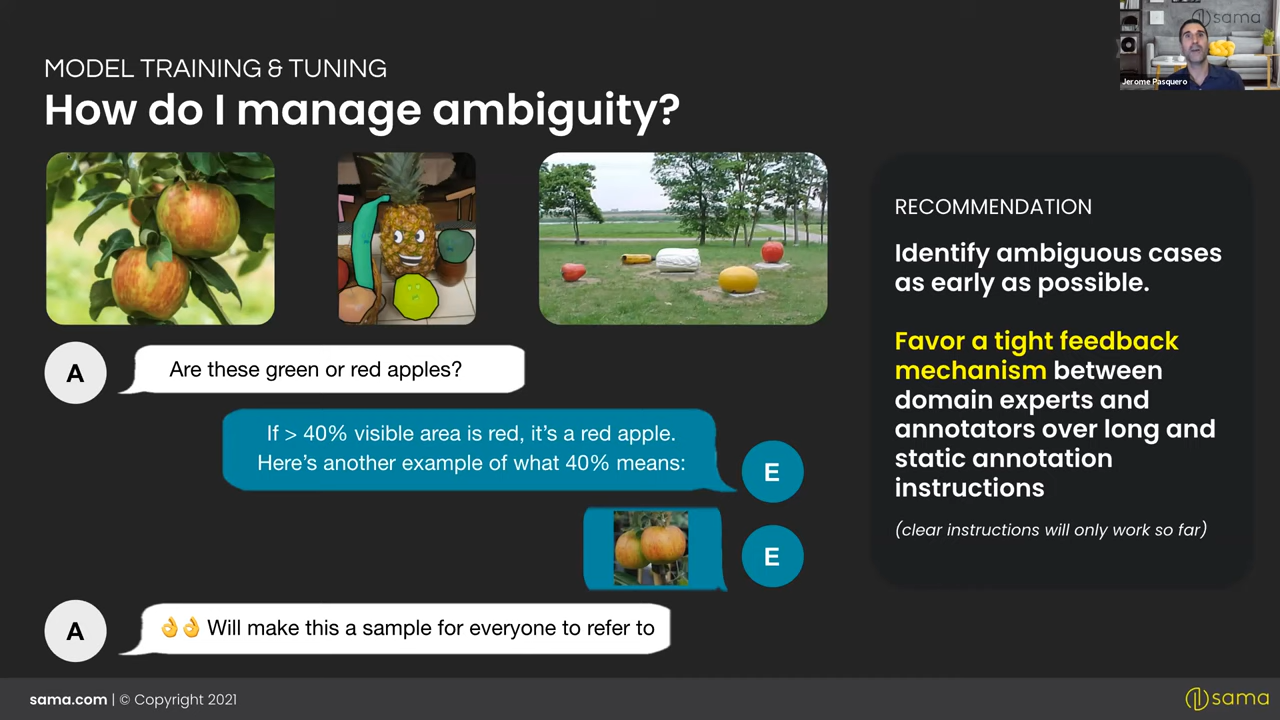 sama
Jerome Pasquero
MODEL TRAINING & TUNING
How do I manage ambiguity?
A
Are these green or red apples?
If > 40% visible area is red, it’s a red apple.
Here’s another example of what 40% means:
E
E
A
👌👌 Will make this a sample for everyone to refer to
RECOMMENDATION
Identify ambiguous cases
as early as possible.
Favor a tight feedback
mechanism between
domain experts and
annotators over long and
static annotation
instructions
(clear instructions will only work so far)
sama.com | © Copyright 2021
sama